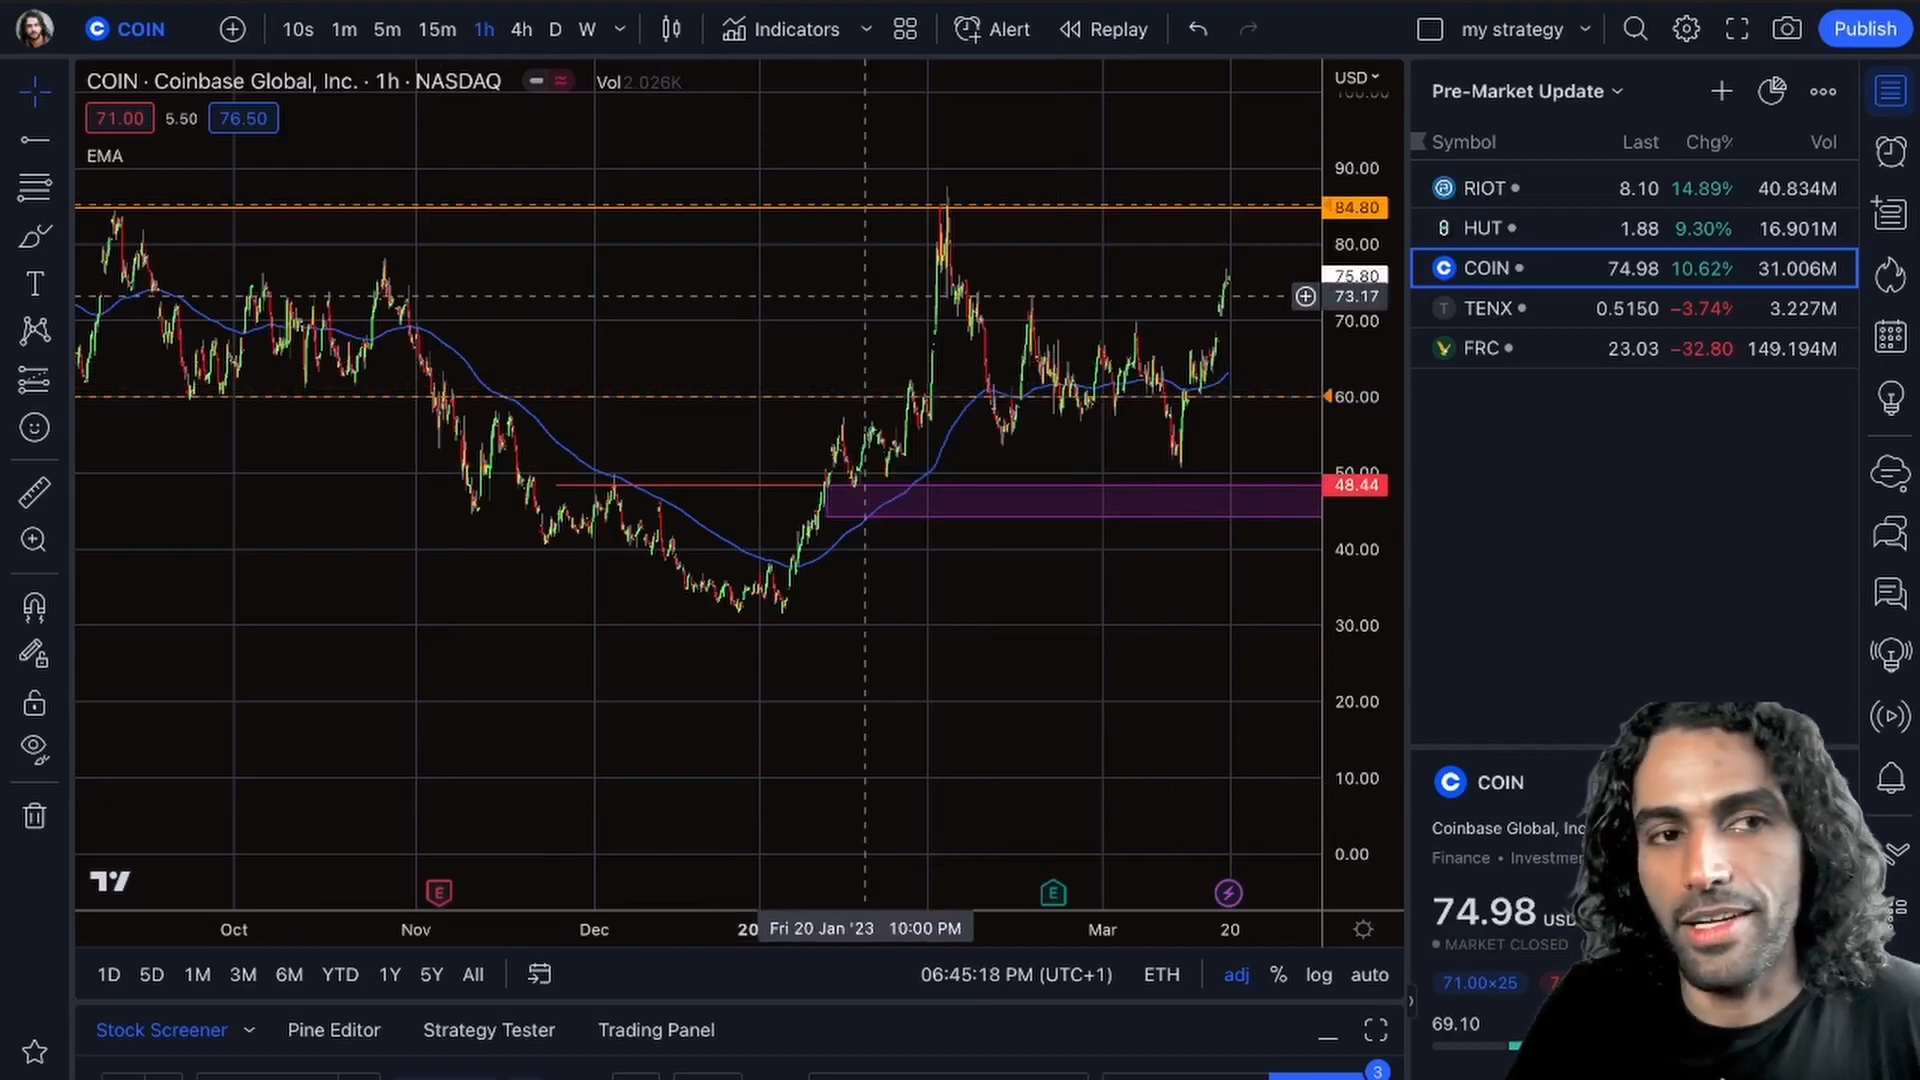 COIN 10s 1m 5m 15m 1h 4h D W Indicators Alert Replay my strategy Publish
COIN · Coinbase Global, Inc. · 1h · NASDAQ Vol 2.026K
71.00 5.50 76.50
EMA
USD
100.00
90.00
84.80
80.00
75.80
73.17
70.00
60.00
50.00
48.44
40.00
30.00
20.00
10.00
0.00
E E
Oct Nov Dec 20 Fri 20 Jan '23 10:00 PM Mar 20
1D 5D 1M 3M 6M YTD 1Y 5Y All 06:45:18 PM (UTC+1) ETH adj % log auto
Stock Screener Pine Editor Strategy Tester Trading Panel
3
Pre-Market Update
Symbol Last Chg% Vol
RIOT 8.10 14.89% 40.834M
HUT 1.88 9.30% 16.901M
COIN 74.98 10.62% 31.006M
T TENX 0.5150 −3.74% 3.227M
FRC 23.03 −32.80 149.194M
COIN
Coinbase Global, Inc
Finance • Investmen
74.98 USD
MARKET CLOSED
71.00×25
69.10